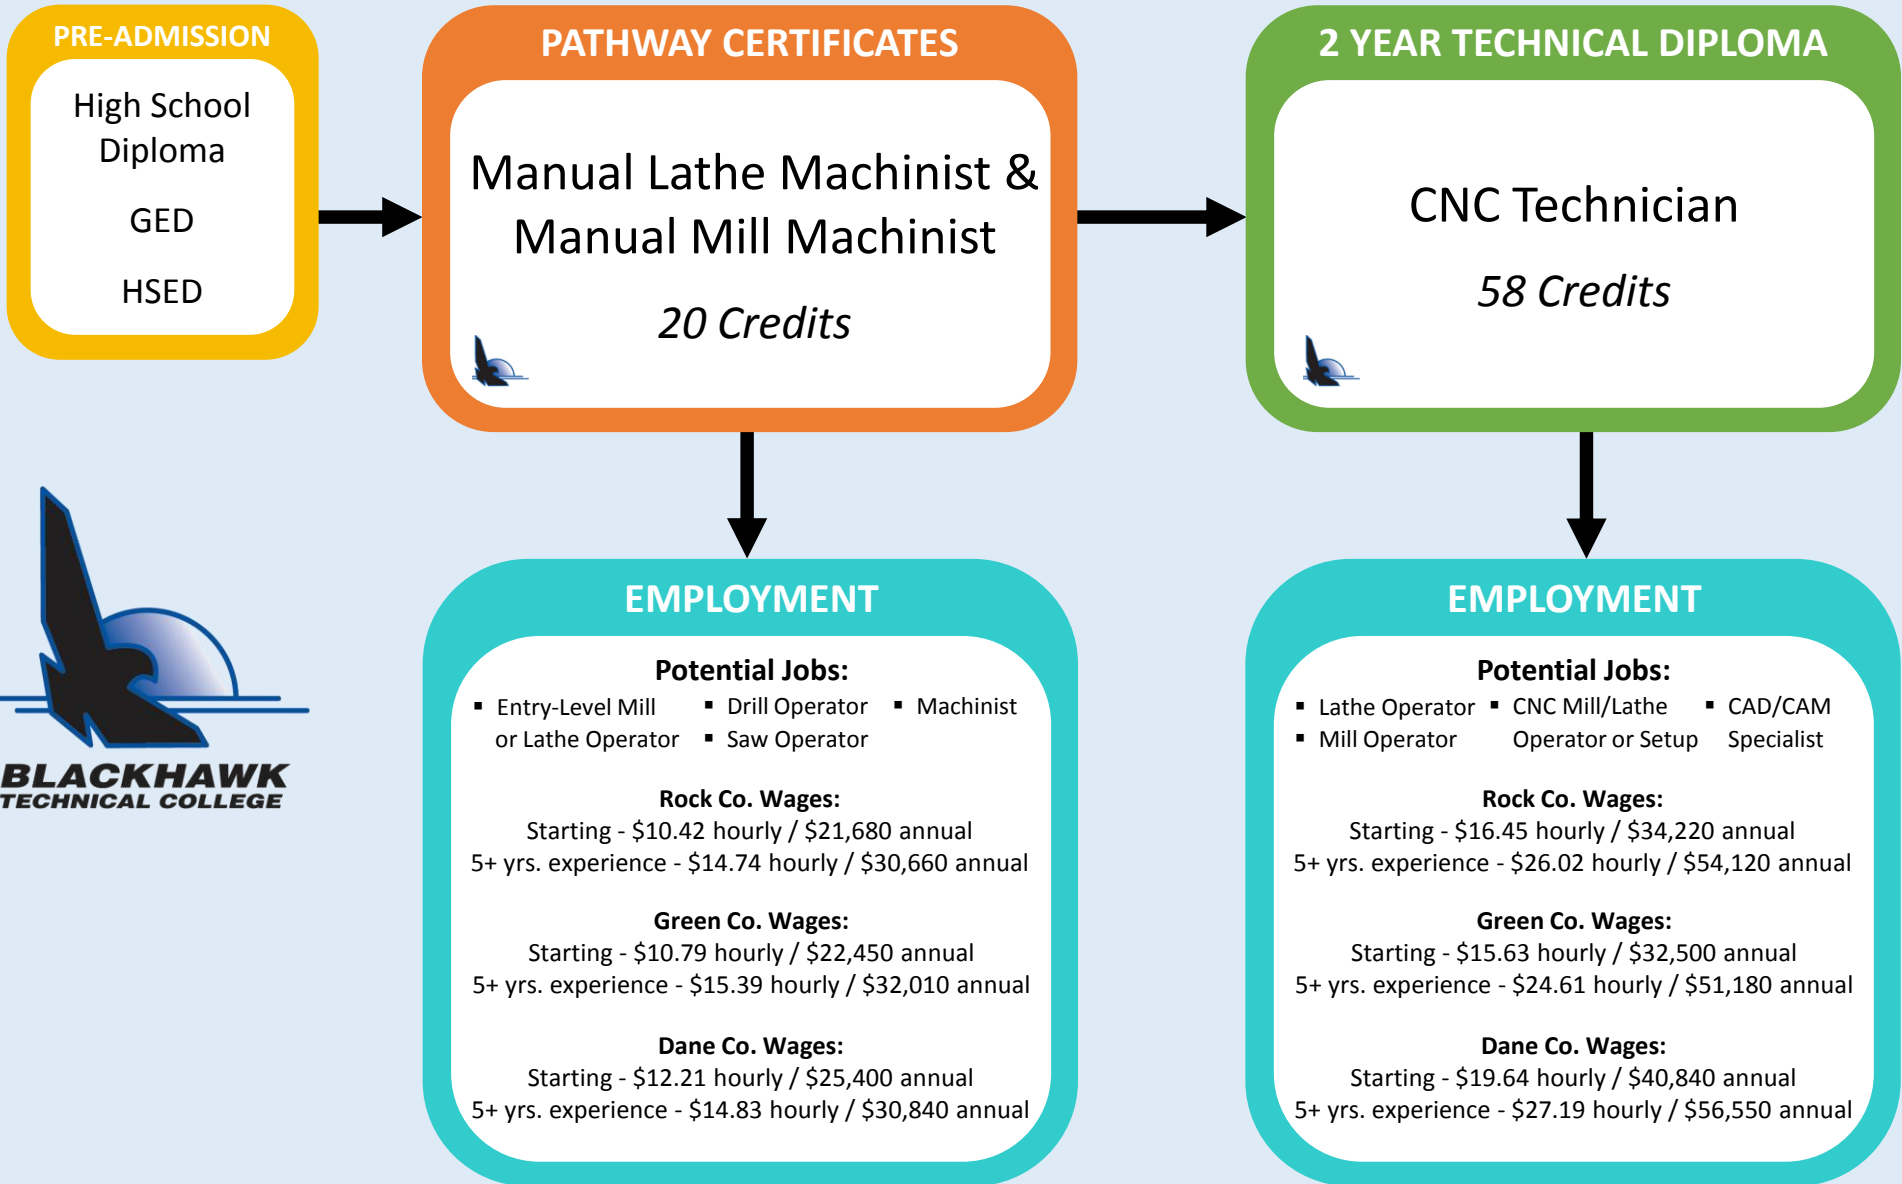 PRE-ADMISSION
High School
Diploma
GED
HSED
PATHWAY CERTIFICATES
Manual Lathe Machinist &
Manual Mill Machinist
20 Credits
2 YEAR TECHNICAL DIPLOMA
CNC Technician
58 Credits
BLACKHAWK
TECHNICAL COLLEGE
EMPLOYMENT
Potential Jobs:
▪ Entry-Level Mill ▪ Drill Operator ▪ Machinist
or Lathe Operator ▪ Saw Operator
Rock Co. Wages:
Starting - $10.42 hourly / $21,680 annual
5+ yrs. experience - $14.74 hourly / $30,660 annual
Green Co. Wages:
Starting - $10.79 hourly / $22,450 annual
5+ yrs. experience - $15.39 hourly / $32,010 annual
Dane Co. Wages:
Starting - $12.21 hourly / $25,400 annual
5+ yrs. experience - $14.83 hourly / $30,840 annual
EMPLOYMENT
Potential Jobs:
▪ Lathe Operator ▪ CNC Mill/Lathe ▪ CAD/CAM
▪ Mill Operator Operator or Setup Specialist
Rock Co. Wages:
Starting - $16.45 hourly / $34,220 annual
5+ yrs. experience - $26.02 hourly / $54,120 annual
Green Co. Wages:
Starting - $15.63 hourly / $32,500 annual
5+ yrs. experience - $24.61 hourly / $51,180 annual
Dane Co. Wages:
Starting - $19.64 hourly / $40,840 annual
5+ yrs. experience - $27.19 hourly / $56,550 annual